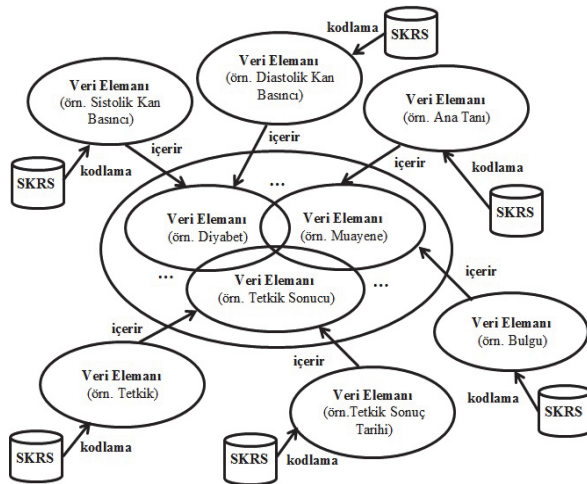 kodlama
SKRS
Veri Elemanı
(örn. Diastolik Kan
Basıncı)
Veri Elemanı
(örn. Sistolik Kan
Basıncı)
Veri Elemanı
(örn. Ana Tanı)
içerir
içerir
içerir
kodlama
SKRS
kodlama
SKRS
...
Veri Elemanı
(örn. Diyabet)
Veri Elemanı
(örn. Muayene)
...
Veri Elemanı
(örn. Tetkik Sonucu)
...
içerir
içerir
içerir
Veri Elemanı
(örn. Bulgu)
Veri Elemanı
(örn. Tetkik)
Veri Elemanı
(örn.Tetkik Sonuç
Tarihi)
kodlama
SKRS
kodlama
SKRS
kodlama
SKRS